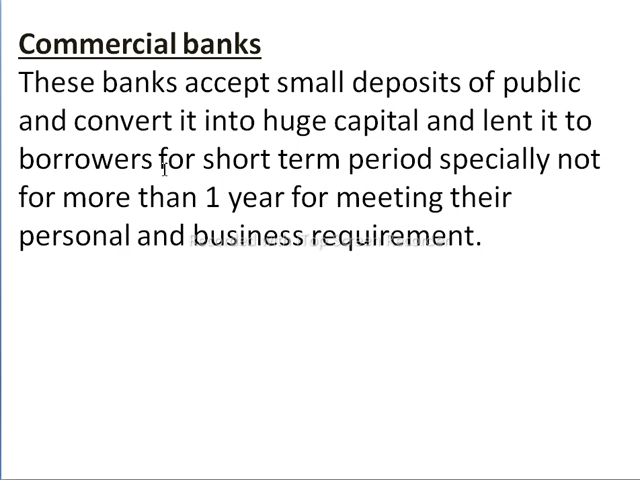 Commercial banks
These banks accept small deposits of public
and convert it into huge capital and lent it to
borrowers for short term period specially not
for more than 1 year for meeting their
personal and business requirement.